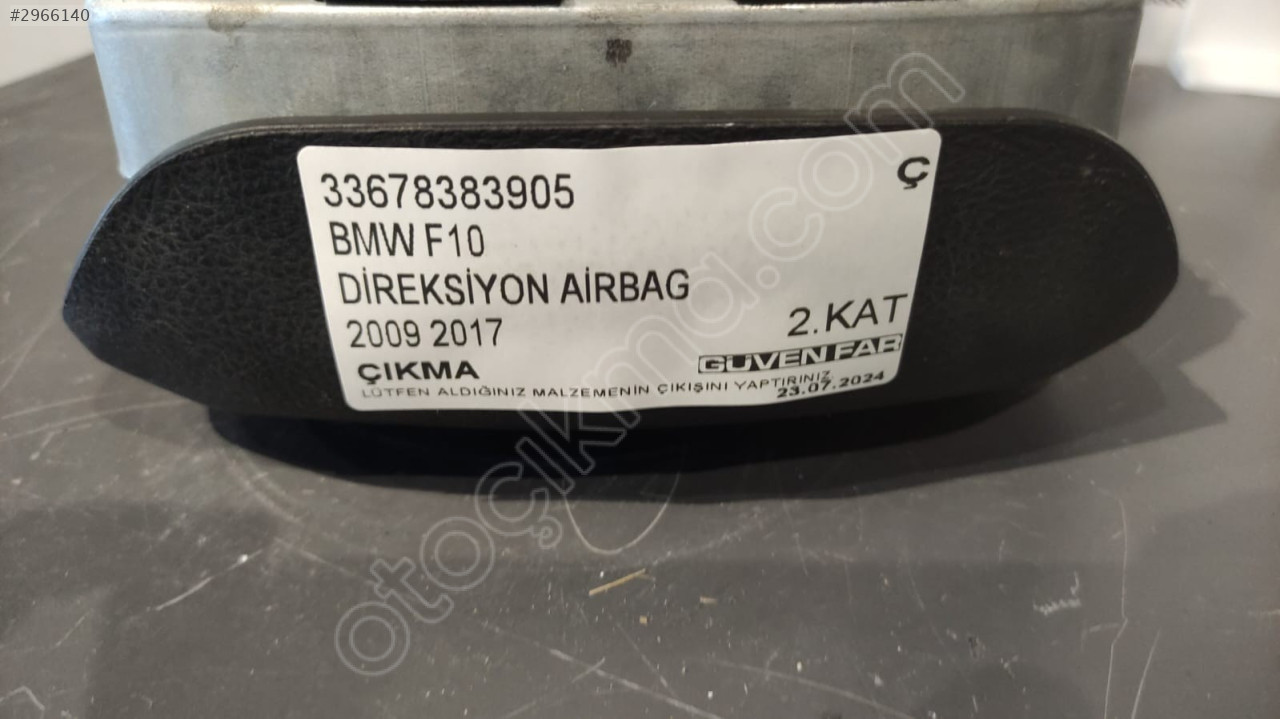 #2966140
33678383905
Ç
BMW F10
DİREKSİYON AİRBAG
2009 2017
2.KAT
ÇIKMA
GÜVEN FAR
LÜTFEN ALDIĞINIZ MALZEMENİN ÇIKIŞINI YAPTIRINIZ
23.07.2024
otoçıkma.com